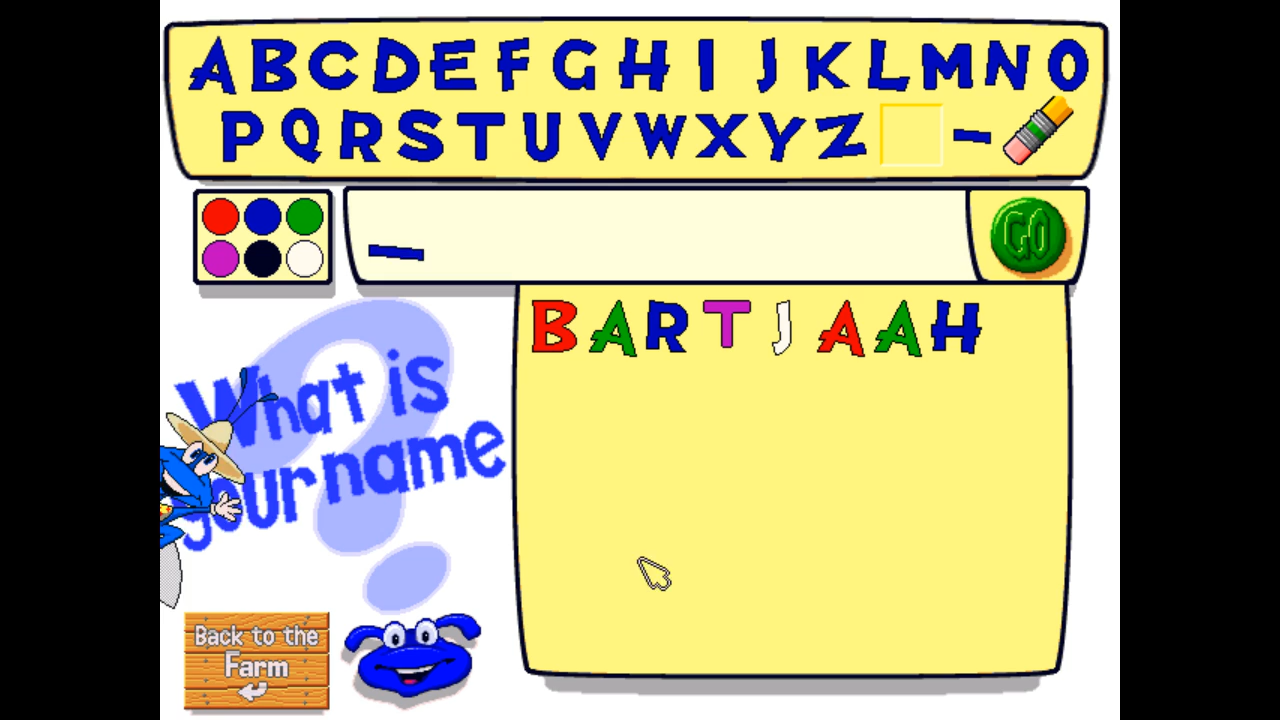 ABCDEFGHIJKLMNO
PQRSTUVWXYZ -
GO
BARTJAAH
What is
your name
?
Back to the
Farm